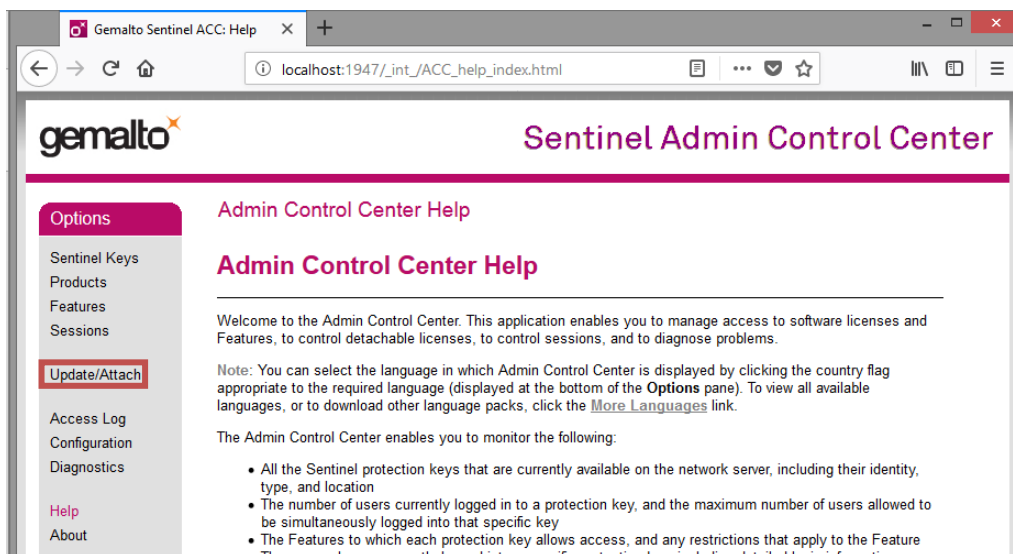 Gemalto Sentinel ACC: Help
localhost:1947/_int_/ACC_help_index.html
gemalto
Sentinel Admin Control Center
Options
Sentinel Keys
Products
Features
Sessions
Update/Attach
Access Log
Configuration
Diagnostics
Help
About
Admin Control Center Help
Admin Control Center Help
Welcome to the Admin Control Center. This application enables you to manage access to software licenses and
Features, to control detachable licenses, to control sessions, and to diagnose problems.
Note: You can select the language in which Admin Control Center is displayed by clicking the country flag
appropriate to the required language (displayed at the bottom of the Options pane). To view all available
languages, or to download other language packs, click the More Languages link.
The Admin Control Center enables you to monitor the following:
• All the Sentinel protection keys that are currently available on the network server, including their identity,
type, and location
• The number of users currently logged in to a protection key, and the maximum number of users allowed to
be simultaneously logged into that specific key
• The Features to which each protection key allows access, and any restrictions that apply to the Feature